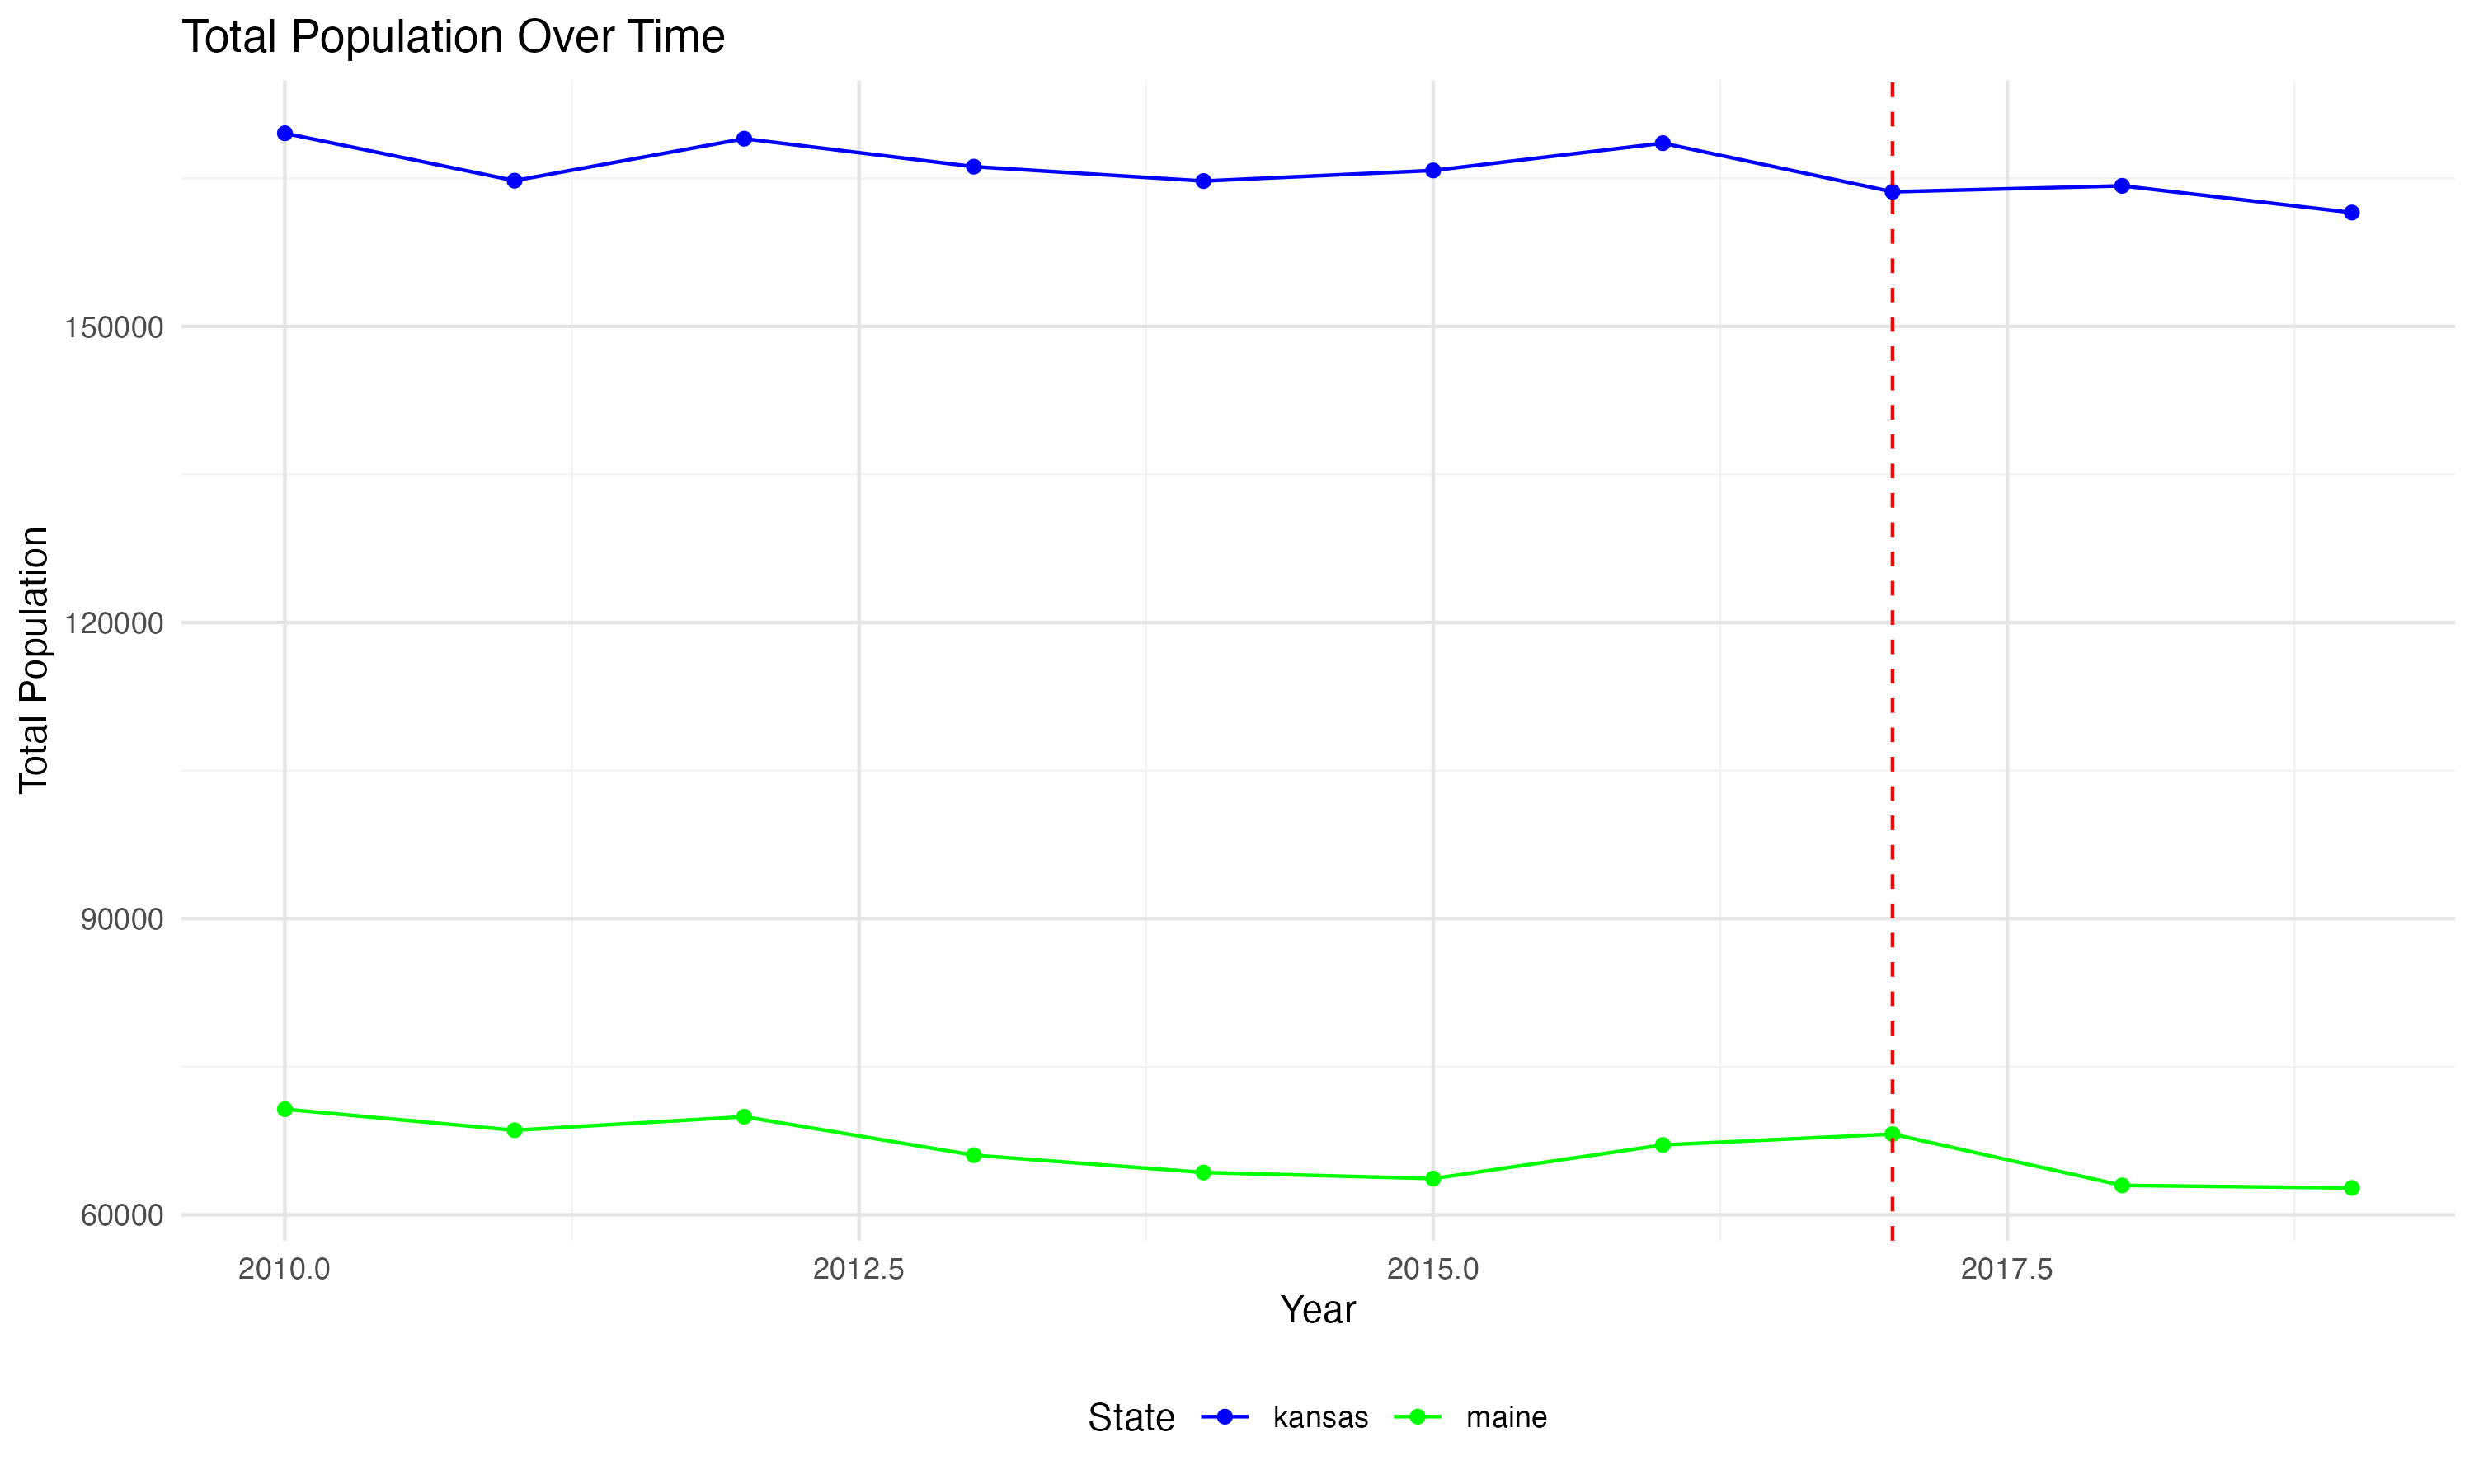 Total Population Over Time
Total Population
150000
120000
90000
60000
2010.0
2012.5
2015.0
2017.5
Year
State kansas maine